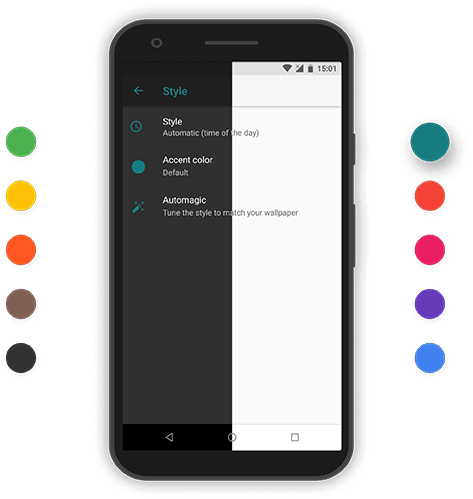 15:01
Style
Style
Automatic (time of the day)
Accent color
Default
Automagic
Tune the style to match your wallpaper